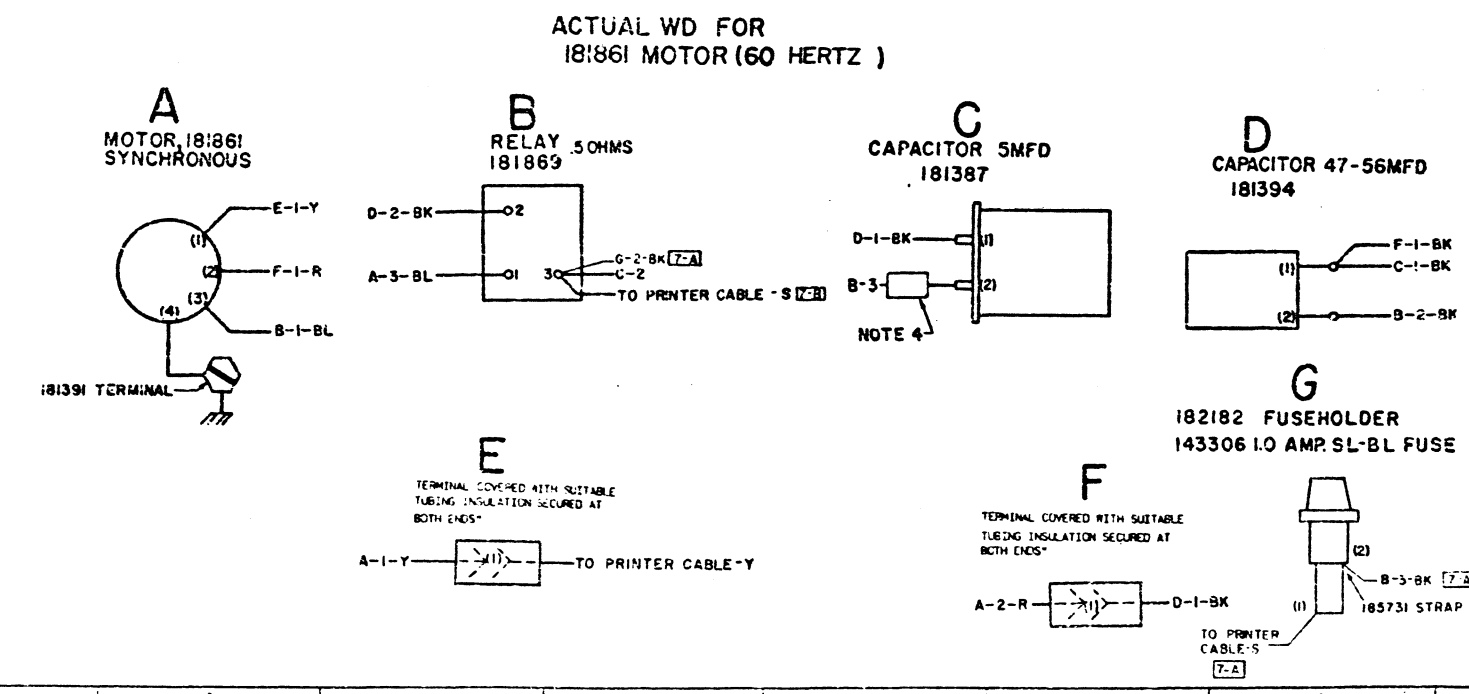 ACTUAL WD FOR
181861 MOTOR (60 HERTZ )
A
MOTOR, 181861
SYNCHRONOUS
E-1-Y
(1)
(2)
F-1-R
(3)
(4)
B-1-BL
181391 TERMINAL
B
RELAY .5 OHMS
181869
D-2-BK
2
A-3-BL
1
3
G-2-BK 7-A
C-2
TO PRINTER CABLE -S 7-B
C
CAPACITOR 5MFD
181387
D-1-BK
(1)
B-3
(2)
NOTE 4
D
CAPACITOR 47-56MFD
181394
F-1-BK
(1)
C-1-BK
(2)
B-2-BK
E
TERMINAL COVERED WITH SUITABLE
TUBING INSULATION SECURED AT
BOTH ENDS"
A-1-Y
(1)
TO PRINTER CABLE-Y
F
TERMINAL COVERED WITH SUITABLE
TUBING INSULATION SECURED AT
BOTH ENDS"
A-2-R
(1)
D-1-BK
G
182182 FUSEHOLDER
143306 1.0 AMP. SL-BL FUSE
(2)
B-3-BK 7-A
185731 STRAP
(1)
TO PRINTER
CABLE-S
7-A